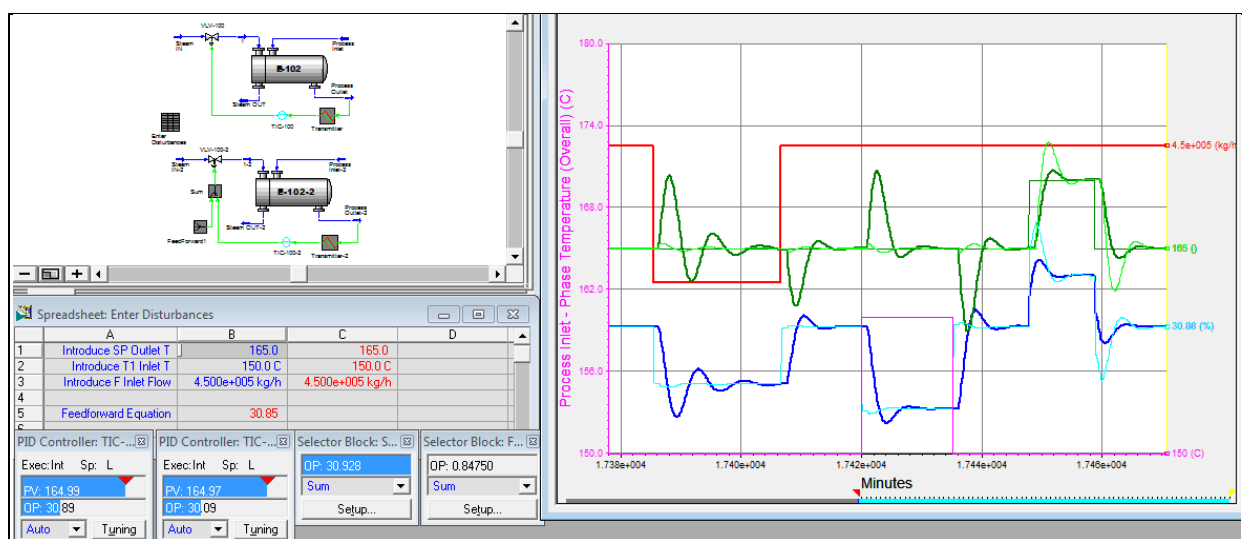 VLV-100
Steam
IN
1
Process
Inlet
E-102
Process
Outlet
Steam OUT
TIC-100
Transmitter
Enter
Disturbances
VLV-100-2
Steam
IN-2
1-2
Process
Inlet-2
Sum
E-102-2
Process
Outlet-2
Steam OUT-2
FeedForward1
TIC-100-2
Transmitter-2
Spreadsheet: Enter Disturbances
A B C D
1 Introduce SP Outlet T 165.0 165.0
2 Introduce T1 Inlet T 150.0 C 150.0 C
3 Introduce F Inlet Flow 4.500e+005 kg/h 4.500e+005 kg/h
4
5 Feedforward Equation 30.85
PID Controller: TIC-...
Exec: Int Sp: L
PV: 164.99
OP: 30.89
Auto Tuning
PID Controller: TIC-...
Exec: Int Sp: L
PV: 164.97
OP: 30.09
Auto Tuning
Selector Block: S...
OP: 30.928
Sum
Setup...
Selector Block: F...
OP: 0.84750
Sum
Setup...
Process Inlet - Phase Temperature (Overall) (C)
180.0
174.0
168.0
162.0
156.0
150.0
4.5e+005 (kg/h
165 ()
30.88 (%)
150 (C)
1.738e+004 1.740e+004 1.742e+004 1.744e+004 1.746e+004
Minutes